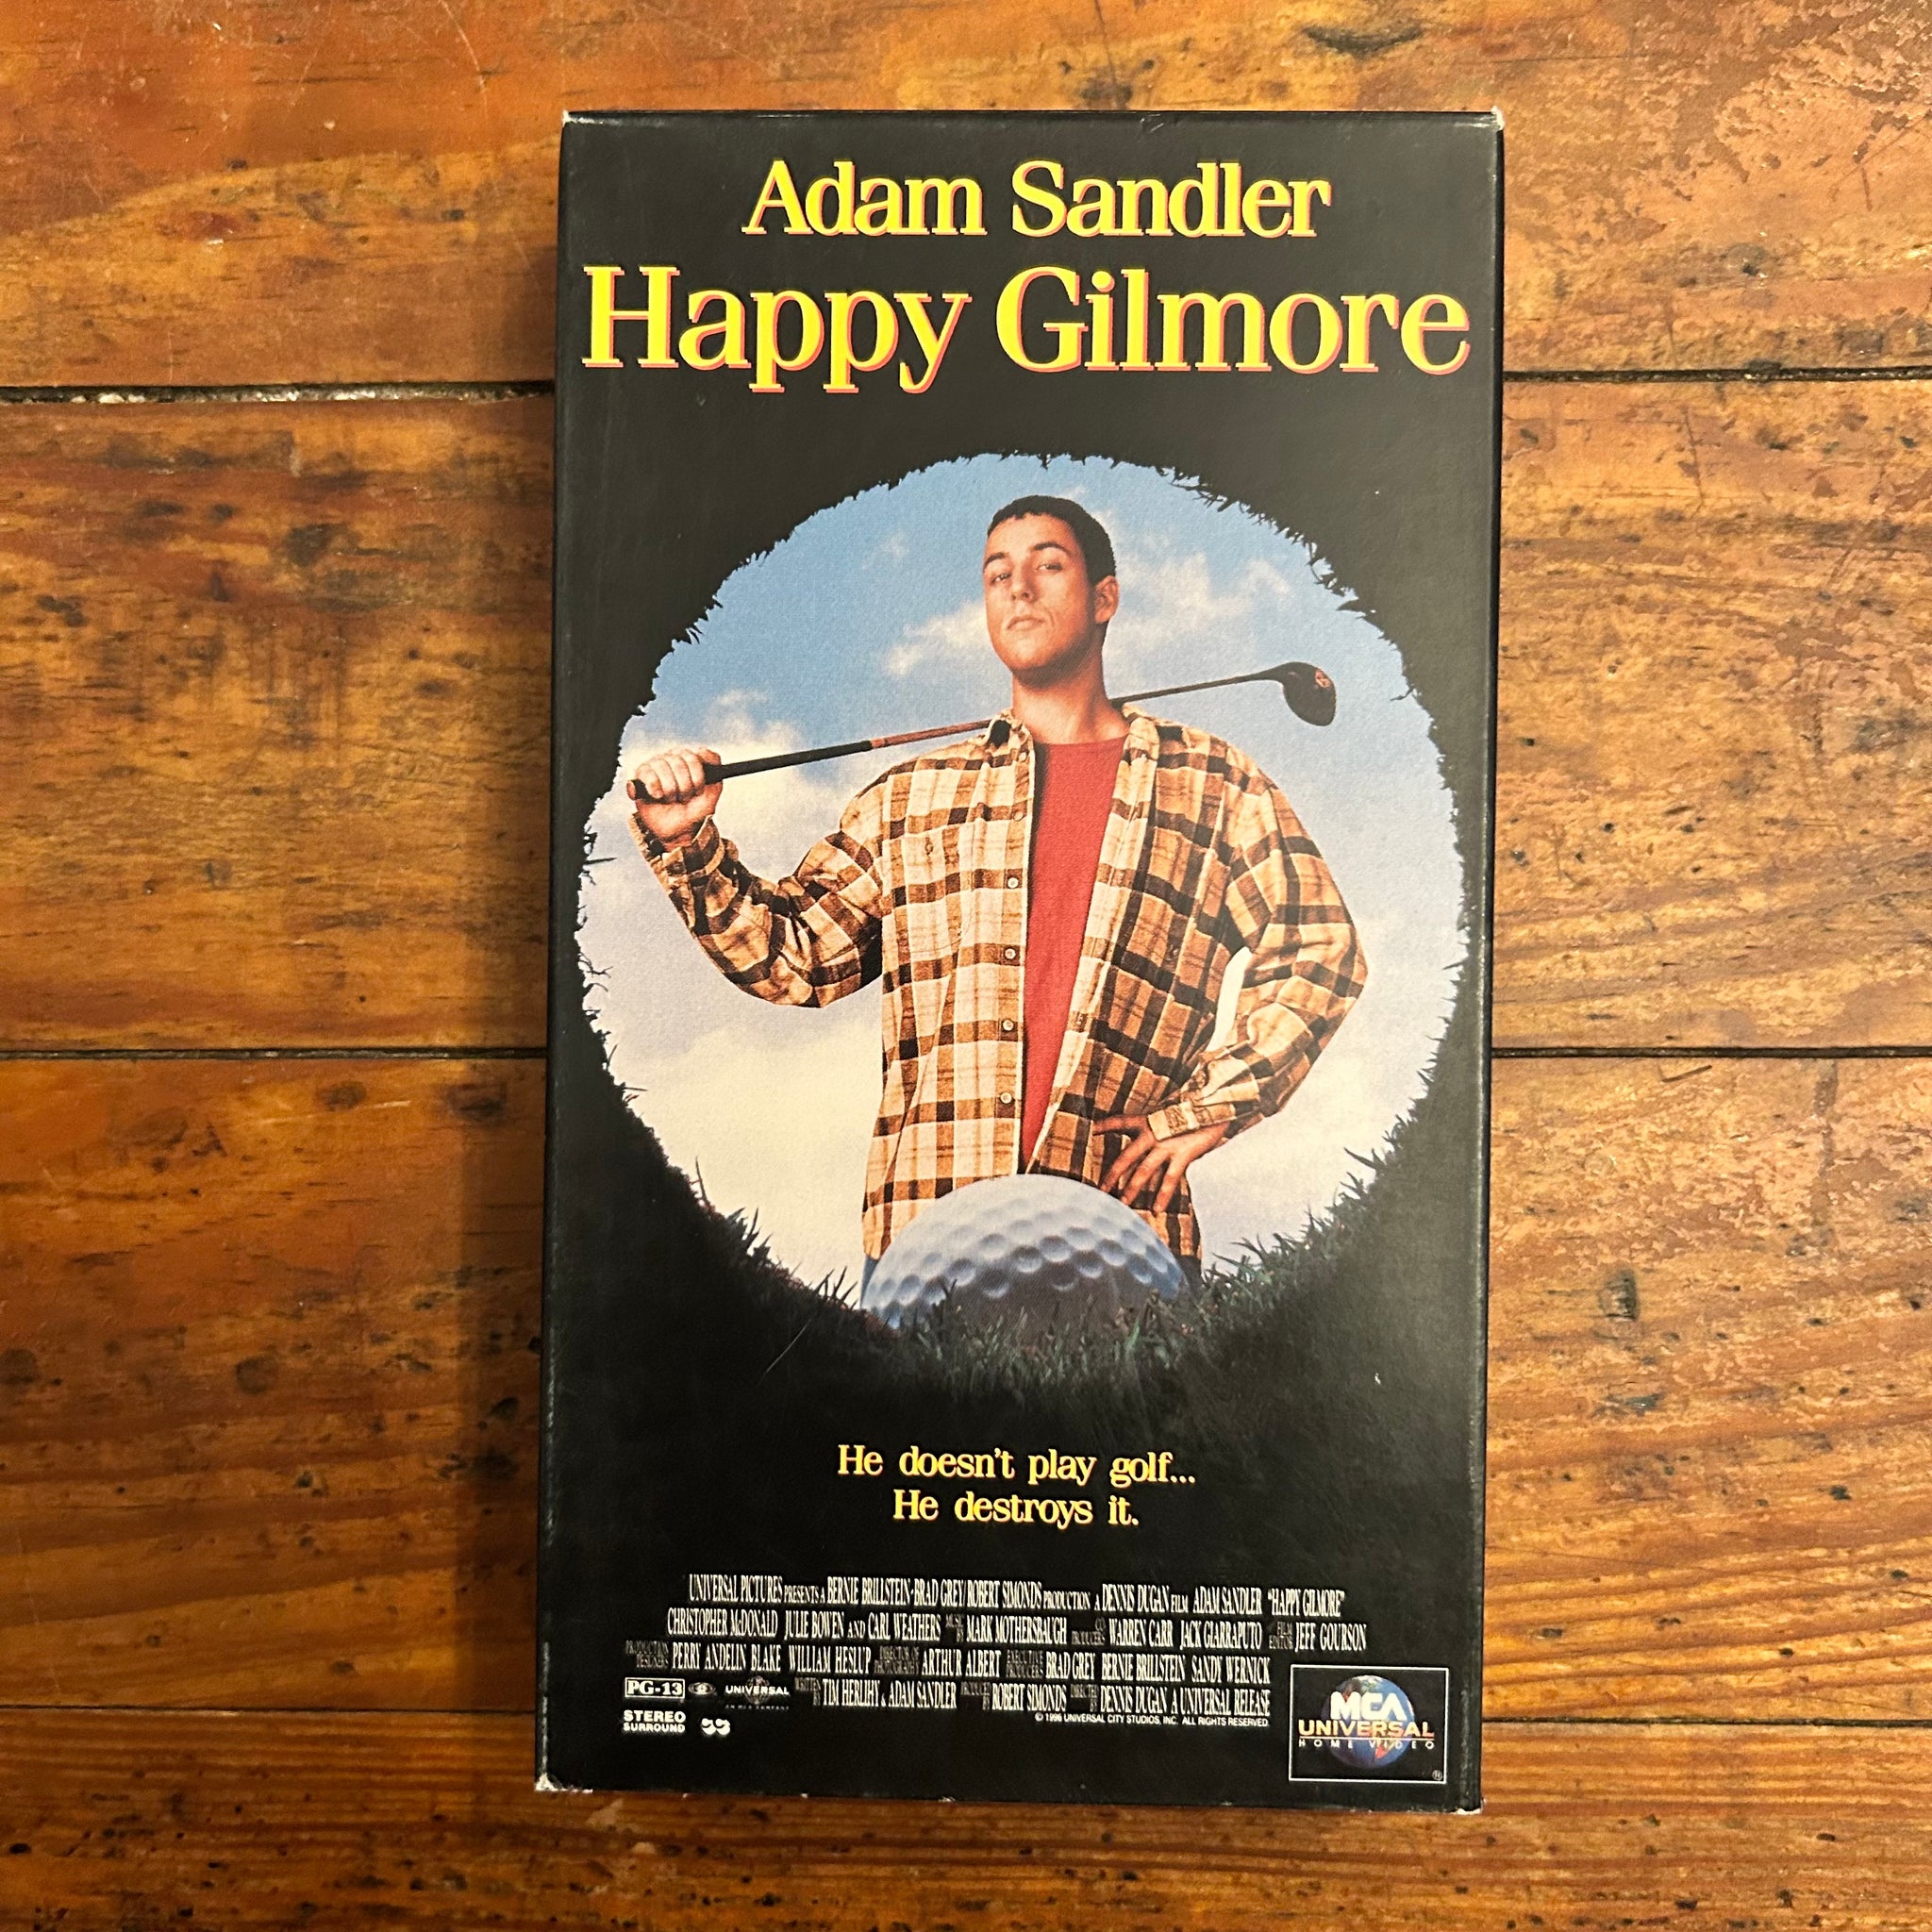 Adam Sandler
Happy Gilmore
He doesn't play golf...
He destroys it.
UNIVERSAL PICTURES PRESENTS A BERNIE BRILLSTEIN-BRAD GREY/ROBERT SIMONDS PRODUCTION A DENNIS DUGAN FILM ADAM SANDLER "HAPPY GILMORE"
CHRISTOPHER McDONALD JULIE BOWEN AND CARL WEATHERS MUSIC BY MARK MOTHERSBAUGH CO PRODUCERS WARREN CARR JACK GIARRAPUTO FILM EDITOR JEFF GOURSON
PRODUCTION DESIGNERS PERRY ANDELIN BLAKE WILLIAM HESLUP DIRECTOR OF PHOTOGRAPHY ARTHUR ALBERT EXECUTIVE PRODUCERS BRAD GREY BERNIE BRILLSTEIN SANDY WERNICK
PG-13 UNIVERSAL WRITTEN BY TIM HERLIHY & ADAM SANDLER PRODUCED BY ROBERT SIMONDS DIRECTED BY DENNIS DUGAN A UNIVERSAL RELEASE
© 1996 UNIVERSAL CITY STUDIOS, INC. ALL RIGHTS RESERVED.
STEREO
SURROUND
MCA
UNIVERSAL
HOME VIDEO
®